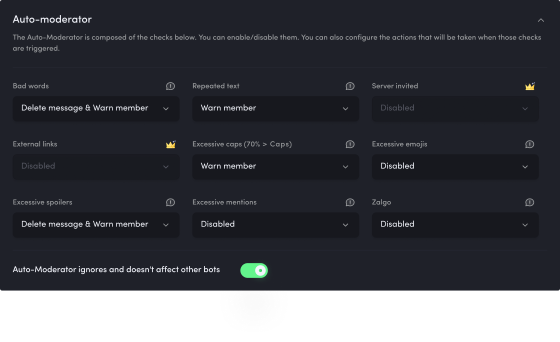 Auto-moderator
The Auto-Moderator is composed of the checks below. You can enable/disable them. You can also configure the actions that will be taken when those checks
are triggered.
Bad words
Repeated text
Server invited
Delete message & Warn member
Warn member
Disabled
External links
Excessive caps (70% > Caps)
Excessive emojis
Disabled
Warn member
Disabled
Excessive spoilers
Excessive mentions
Zalgo
Delete message & Warn member
Disabled
Disabled
Auto-Moderator ignores and doesn't affect other bots